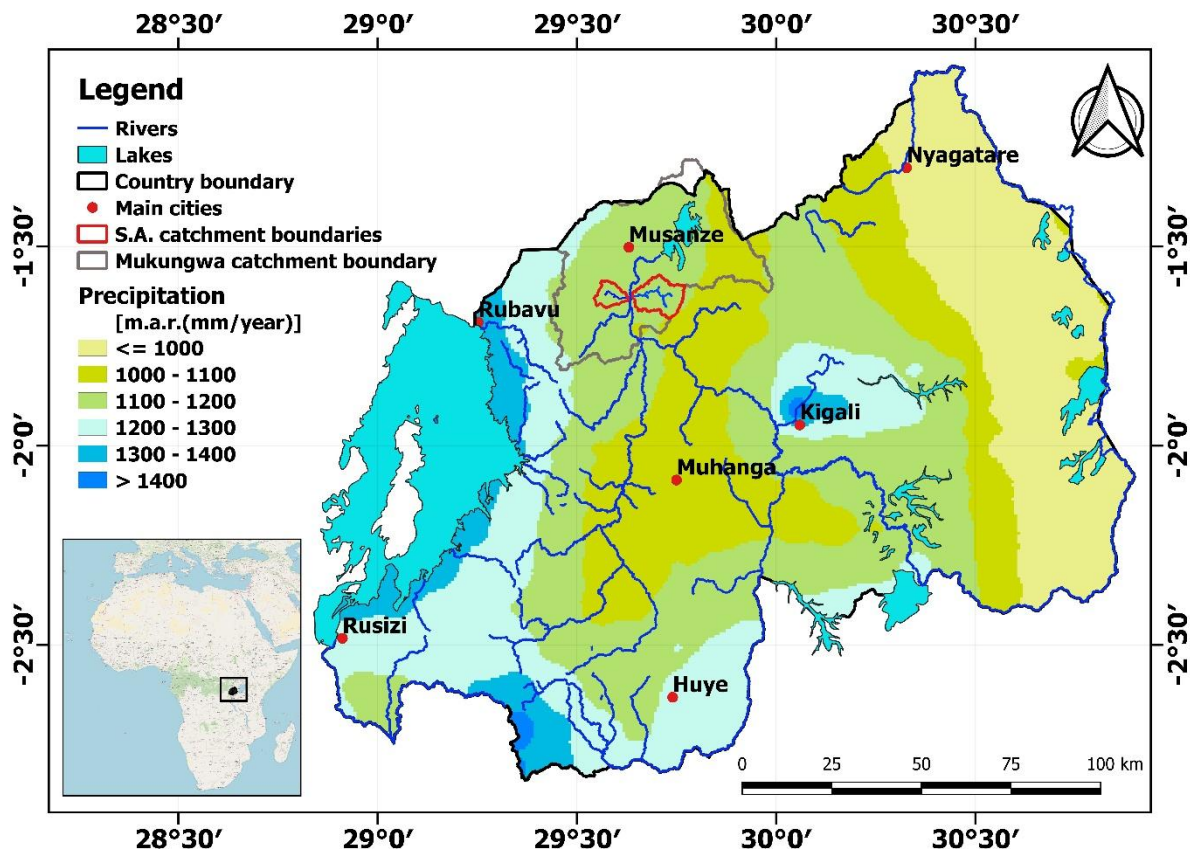 28°30′ 29°0′ 29°30′ 30°0′ 30°30′
Legend
Rivers
Lakes
Country boundary
Main cities
S.A. catchment boundaries
Mukungwa catchment boundary
Precipitation
[m.a.r.(mm/year)]
<= 1000
1000 - 1100
1100 - 1200
1200 - 1300
1300 - 1400
> 1400
Nyagatare
Musanze
Rubavu
Kigali
Muhanga
Rusizi
Huye
-1°30′
-2°0′
-2°30′
-1°30′
-2°0′
-2°30′
0 25 50 75 100 km
28°30′ 29°0′ 29°30′ 30°0′ 30°30′